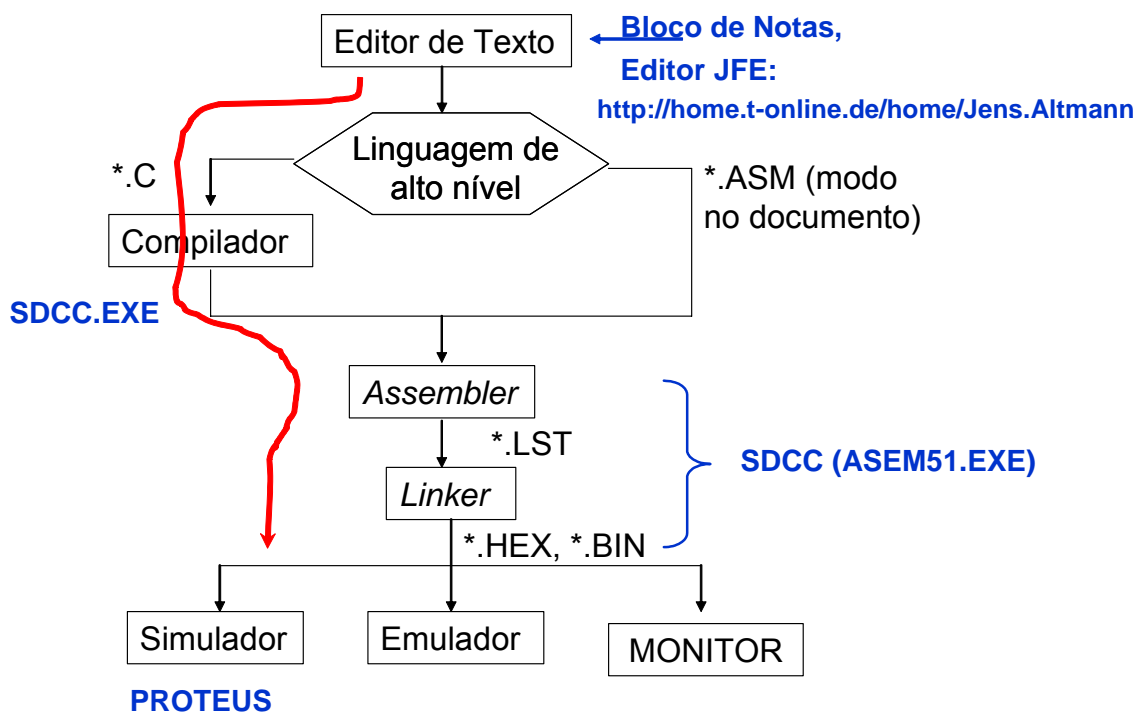 Editor de Texto
Bloco de Notas,
Editor JFE:
http://home.t-online.de/home/Jens.Altmann
Linguagem de
alto nível
*.C
*.ASM (modo
no documento)
Compilador
SDCC.EXE
Assembler
*.LST
SDCC (ASEM51.EXE)
Linker
*.HEX, *.BIN
Simulador
Emulador
MONITOR
PROTEUS